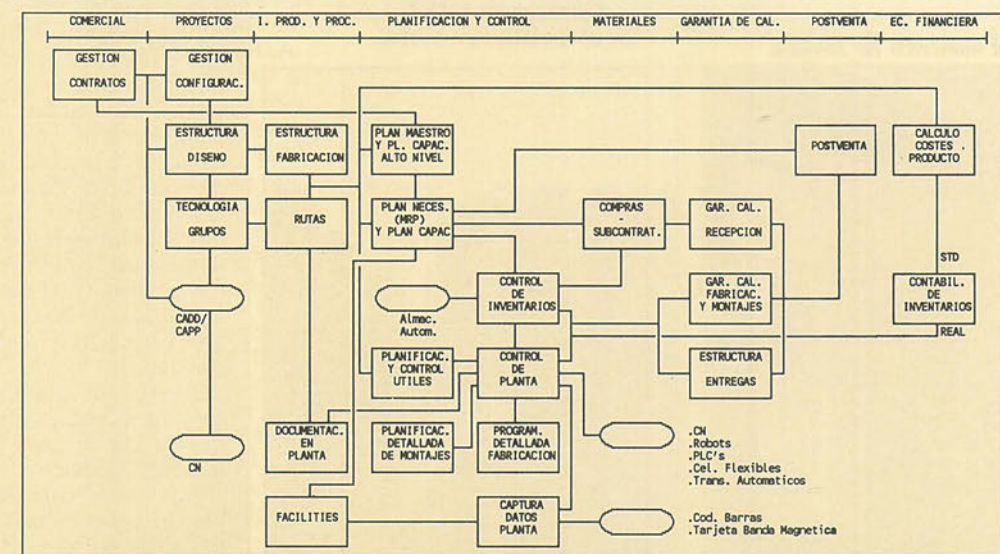 COMERCIAL
PROYECTOS
I. PROD. Y PROC.
PLANIFICACION Y CONTROL
MATERIALES
GARANTIA DE CAL.
POSTVENTA
EC. FINANCIERA
GESTION
CONTRATOS
GESTION
CONFIGURAC.
ESTRUCTURA
DISENO
ESTRUCTURA
FABRICACION
PLAN MAESTRO
Y PL. CAPAC.
ALTO NIVEL
POSTVENTA
CALCULO
COSTES .
PRODUCTO
TECNOLOGIA
GRUPOS
RUTAS
PLAN NECES.
(MRP)
Y PLAN CAPAC
COMPRAS
-
SUBCONTRAT.
GAR. CAL.
RECEPCION
STD
CADD/
CAPP
Almac.
Autom.
CONTROL
DE
INVENTARIOS
GAR. CAL.
FABRICAC.
Y MONTAJES
CONTABIL.
DE
INVENTARIOS
REAL
PLANIFICAC.
Y CONTROL
UTILES
CONTROL
DE
PLANTA
ESTRUCTURA
ENTREGAS
CN
DOCUMENTAC.
EN
PLANTA
PLANIFICAC.
DETALLADA
DE MONTAJES
PROGRAM.
DETALLADA
FABRICACION
.CN
.Robots
.PLC's
.Cel. Flexibles
.Trans. Automaticos
FACILITIES
CAPTURA
DATOS
PLANTA
.Cod. Barras
.Tarjeta Banda Magnetica